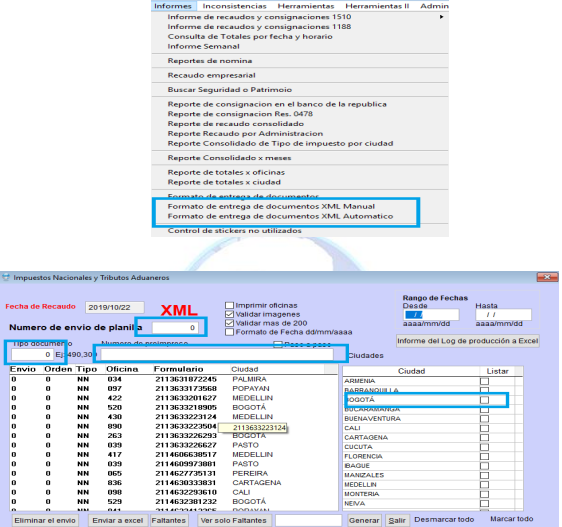 Informes Inconsistencias Herramientas Herramientas II Admin
Informe de recaudos y consignaciones 1510
Informe de recaudos y consignaciones 1188
Consulta de Totales por fecha y horario
Informe Semanal
Reportes de nomina
Recaudo empresarial
Buscar Seguridad o Patrimoio
Reporte de consignacion en el banco de la republica
Reporte de consignacion Res. 0478
Reporte de recaudo consolidado
Reporte Recaudo por Administracion
Reporte Consolidado de Tipo de impuesto por ciudad
Reporte Consolidado x meses
Reporte de totales x oficinas
Reporte de totales x ciudad
Formato de entrega de documentos
Formato de entrega de documentos XML Manual
Formato de entrega de documentos XML Automatico
Control de stickers no utilizados
Impuestos Nacionales y Tributos Aduaneros
Fecha de Recaudo 2019/10/22 XML
Imprimir oficinas
Validar imagenes
Validar mas de 200
Formato de Fecha dd/mm/aaaa
Rango de Fechas
Desde Hasta
/ / / /
aaaa/mm/dd aaaa/mm/dd
Numero de envio de planilla 0
Informe del Log de producción a Excel
Tipo documento Numero de preimpreso Paso a paso
0 Ej: 490,300 Ciudades
Envio Orden Tipo Oficina Formulario Ciudad
0 0 NN 034 2113631872245 PALMIRA
0 0 NN 097 2113633173568 POPAYAN
0 0 NN 422 2113633201627 MEDELLIN
0 0 NN 520 2113633218905 BOGOTÁ
0 0 NN 430 2113633223124 MEDELLIN
0 0 NN 890 2113633223504 2113633223124
0 0 NN 263 2113633226293 BOGOTÁ
0 0 NN 039 2113633226627 PASTO
0 0 NN 417 2114606638517 MEDELLIN
0 0 NN 039 2114609973881 PASTO
0 0 NN 065 2114627735131 PEREIRA
0 0 NN 836 2114630333831 CARTAGENA
0 0 NN 098 2114632293610 CALI
0 0 NN 529 2114632381232 BOGOTÁ
Ciudad Listar
ARMENIA
BARRANQUILLA
BOGOTÁ
BUCARAMANGA
BUENAVENTURA
CALI
CARTAGENA
CUCUTA
FLORENCIA
IBAGUE
MANIZALES
MEDELLIN
MONTERIA
NEIVA
Eliminar el envio Enviar a excel Faltantes Ver solo Faltantes Generar Salir Desmarcar todo Marcar todo